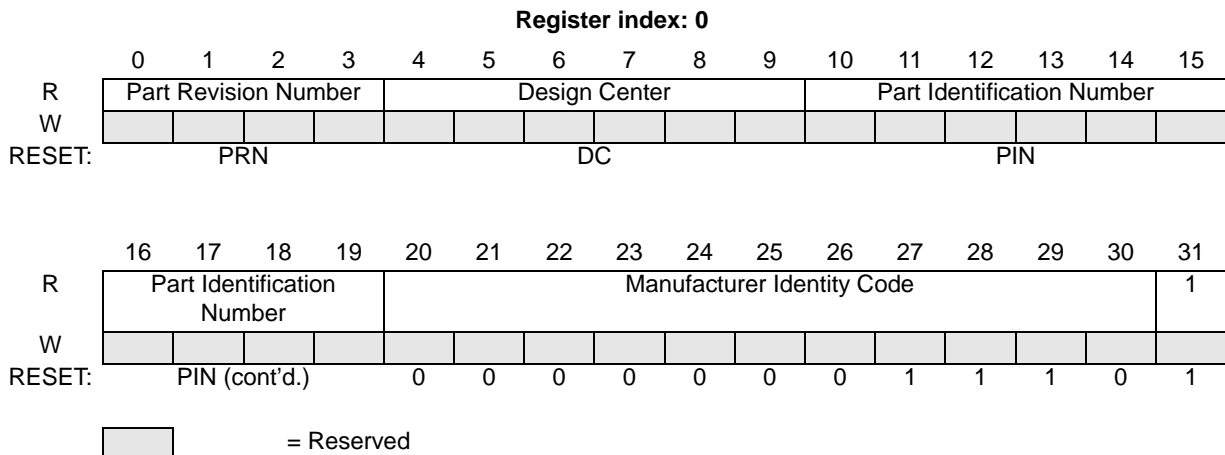 Register index: 0
0 1 2 3 4 5 6 7 8 9 10 11 12 13 14 15
R Part Revision Number Design Center Part Identification Number
W
RESET: PRN DC PIN
16 17 18 19 20 21 22 23 24 25 26 27 28 29 30 31
R Part Identification Manufacturer Identity Code 1
Number
W
RESET: PIN (cont'd.) 0 0 0 0 0 0 0 1 1 1 0 1
= Reserved